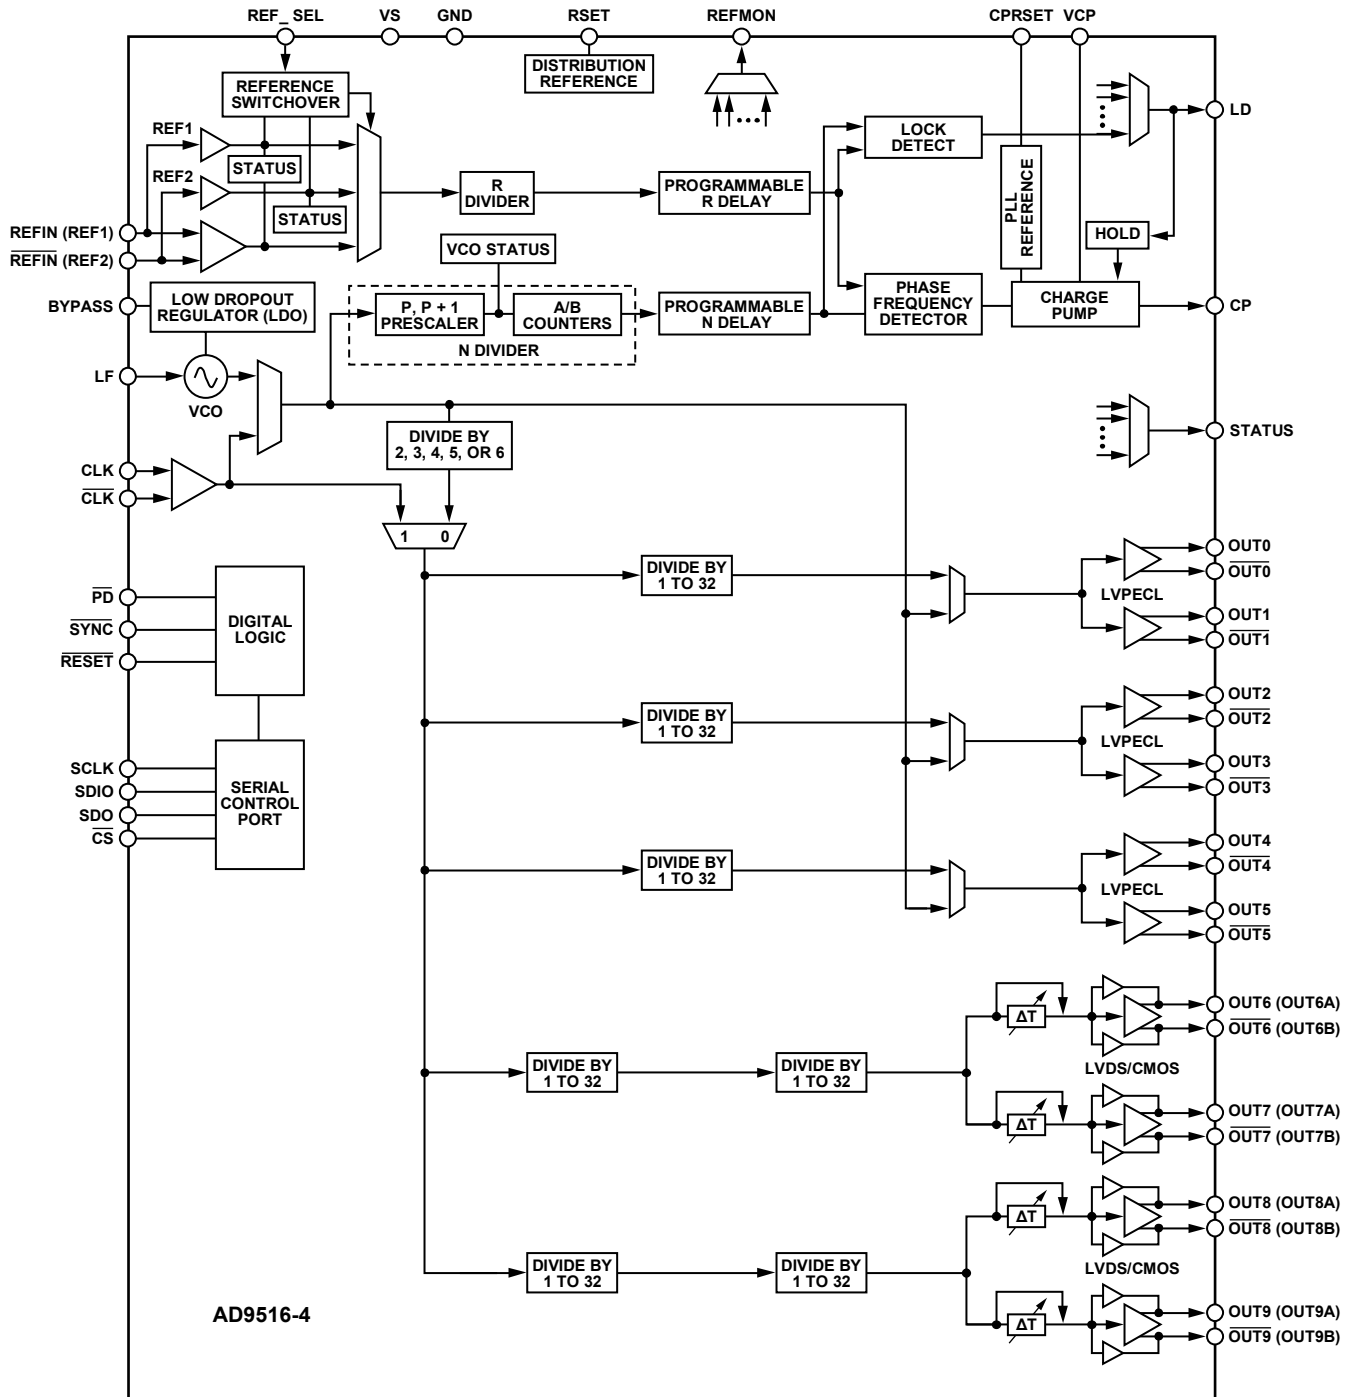 REF_ SEL VS GND RSET REFMON CPRSET VCP
DISTRIBUTION
REFERENCE
REFERENCE
SWITCHOVER
REF1
STATUS
REF2
STATUS
REFIN (REF1)
REFIN (REF2)
R
DIVIDER
PROGRAMMABLE
R DELAY
LOCK
DETECT
LD
PLL
REFERENCE
HOLD
VCO STATUS
BYPASS
LOW DROPOUT
REGULATOR (LDO)
P, P + 1
PRESCALER
A/B
COUNTERS
N DIVIDER
PROGRAMMABLE
N DELAY
PHASE
FREQUENCY
DETECTOR
CHARGE
PUMP
CP
LF
VCO
STATUS
DIVIDE BY
2, 3, 4, 5, OR 6
CLK
CLK
1 0
DIVIDE BY
1 TO 32
LVPECL
OUT0
OUT0
OUT1
OUT1
PD
SYNC
RESET
DIGITAL
LOGIC
DIVIDE BY
1 TO 32
LVPECL
OUT2
OUT2
OUT3
OUT3
SCLK
SDIO
SDO
CS
SERIAL
CONTROL
PORT
DIVIDE BY
1 TO 32
LVPECL
OUT4
OUT4
OUT5
OUT5
DIVIDE BY
1 TO 32
DIVIDE BY
1 TO 32
ΔT
OUT6 (OUT6A)
OUT6 (OUT6B)
LVDS/CMOS
ΔT
OUT7 (OUT7A)
OUT7 (OUT7B)
DIVIDE BY
1 TO 32
DIVIDE BY
1 TO 32
ΔT
OUT8 (OUT8A)
OUT8 (OUT8B)
LVDS/CMOS
ΔT
OUT9 (OUT9A)
OUT9 (OUT9B)
AD9516-4